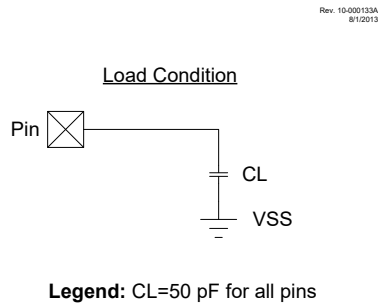 Rev. 10-000133A
8/1/2013
Load Condition
Pin
CL
VSS
Legend: CL=50 pF for all pins